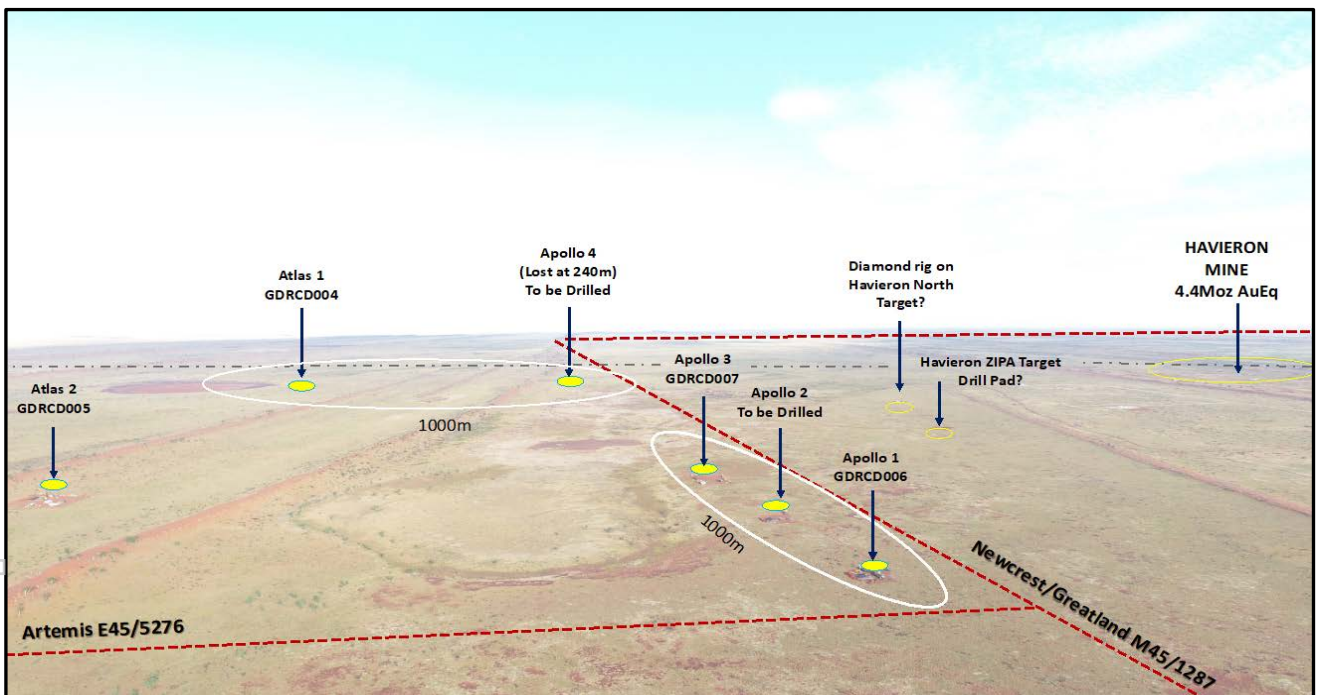 Apollo 4
(Lost at 240m)
To be Drilled
Atlas 1
GDRCD004
Diamond rig on
Havieron North
Target?
HAVIERON
MINE
4.4Moz AuEq
Atlas 2
GDRCD005
Apollo 3
GDRCD007
Havieron ZIPA Target
Drill Pad?
Apollo 2
To be Drilled
1000m
Apollo 1
GDRCD006
1000m
Artemis E45/5276
Newcrest/Greatland M45/1287